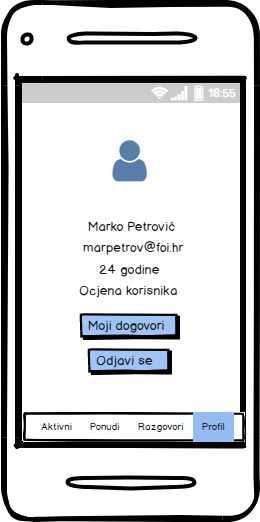 18:55
Marko Petrović
marpetrov@foi.hr
24 godine
Ocjena korisnika
Moji dogovori
Odjavi se
Aktivni Ponudi Razgovori Profil